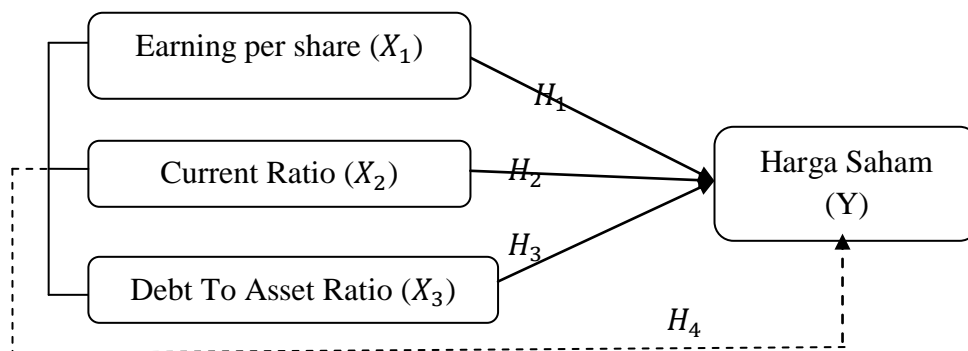 Earning per share (X₁)
H₁
Current Ratio (X₂)
H₂
Harga Saham
(Y)
H₃
Debt To Asset Ratio (X₃)
H₄